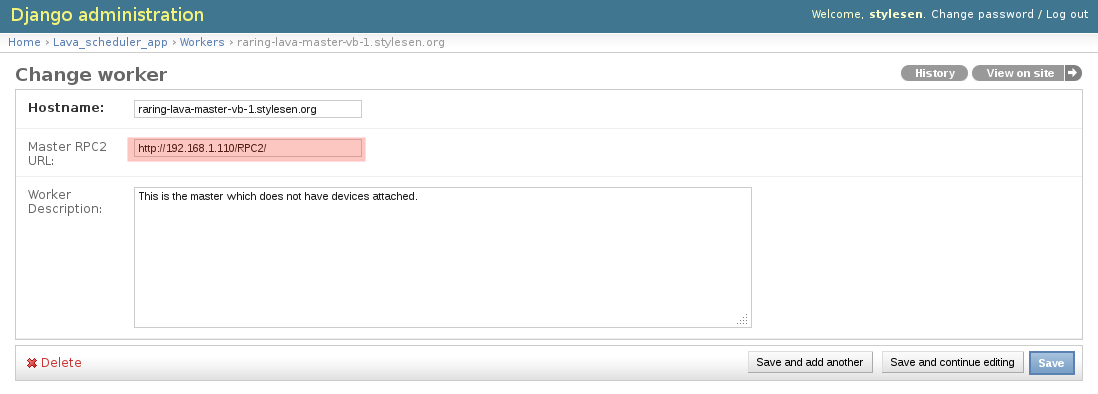 Django administration
Welcome, stylesen. Change password / Log out
Home › Lava_scheduler_app › Workers › raring-lava-master-vb-1.stylesen.org
Change worker
History
View on site
Hostname:
raring-lava-master-vb-1.stylesen.org
Master RPC2
URL:
http://192.168.1.110/RPC2/
Worker
Description:
This is the master which does not have devices attached.
Delete
Save and add another
Save and continue editing
Save